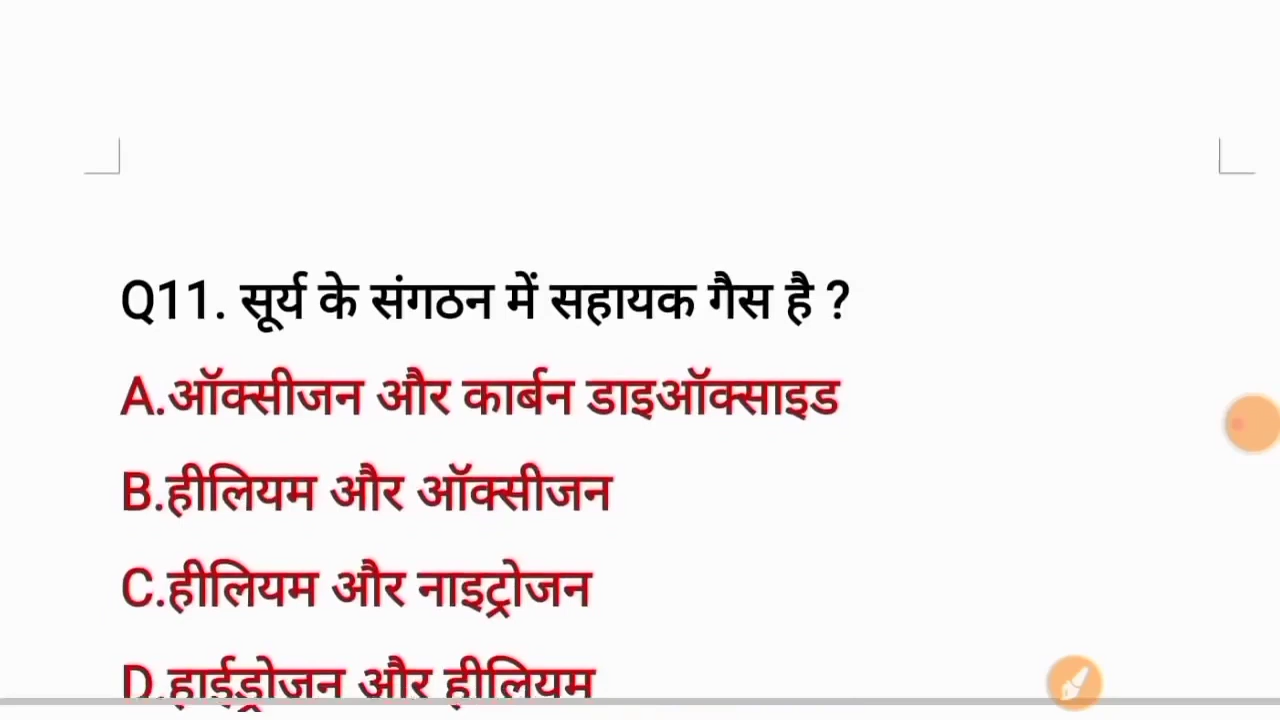 Q11. सूर्य के संगठन में सहायक गैस है ?
A.ऑक्सीजन और कार्बन डाइऑक्साइड
B.हीलियम और ऑक्सीजन
C.हीलियम और नाइट्रोजन
D.हाईड्रोजन और हीलियम